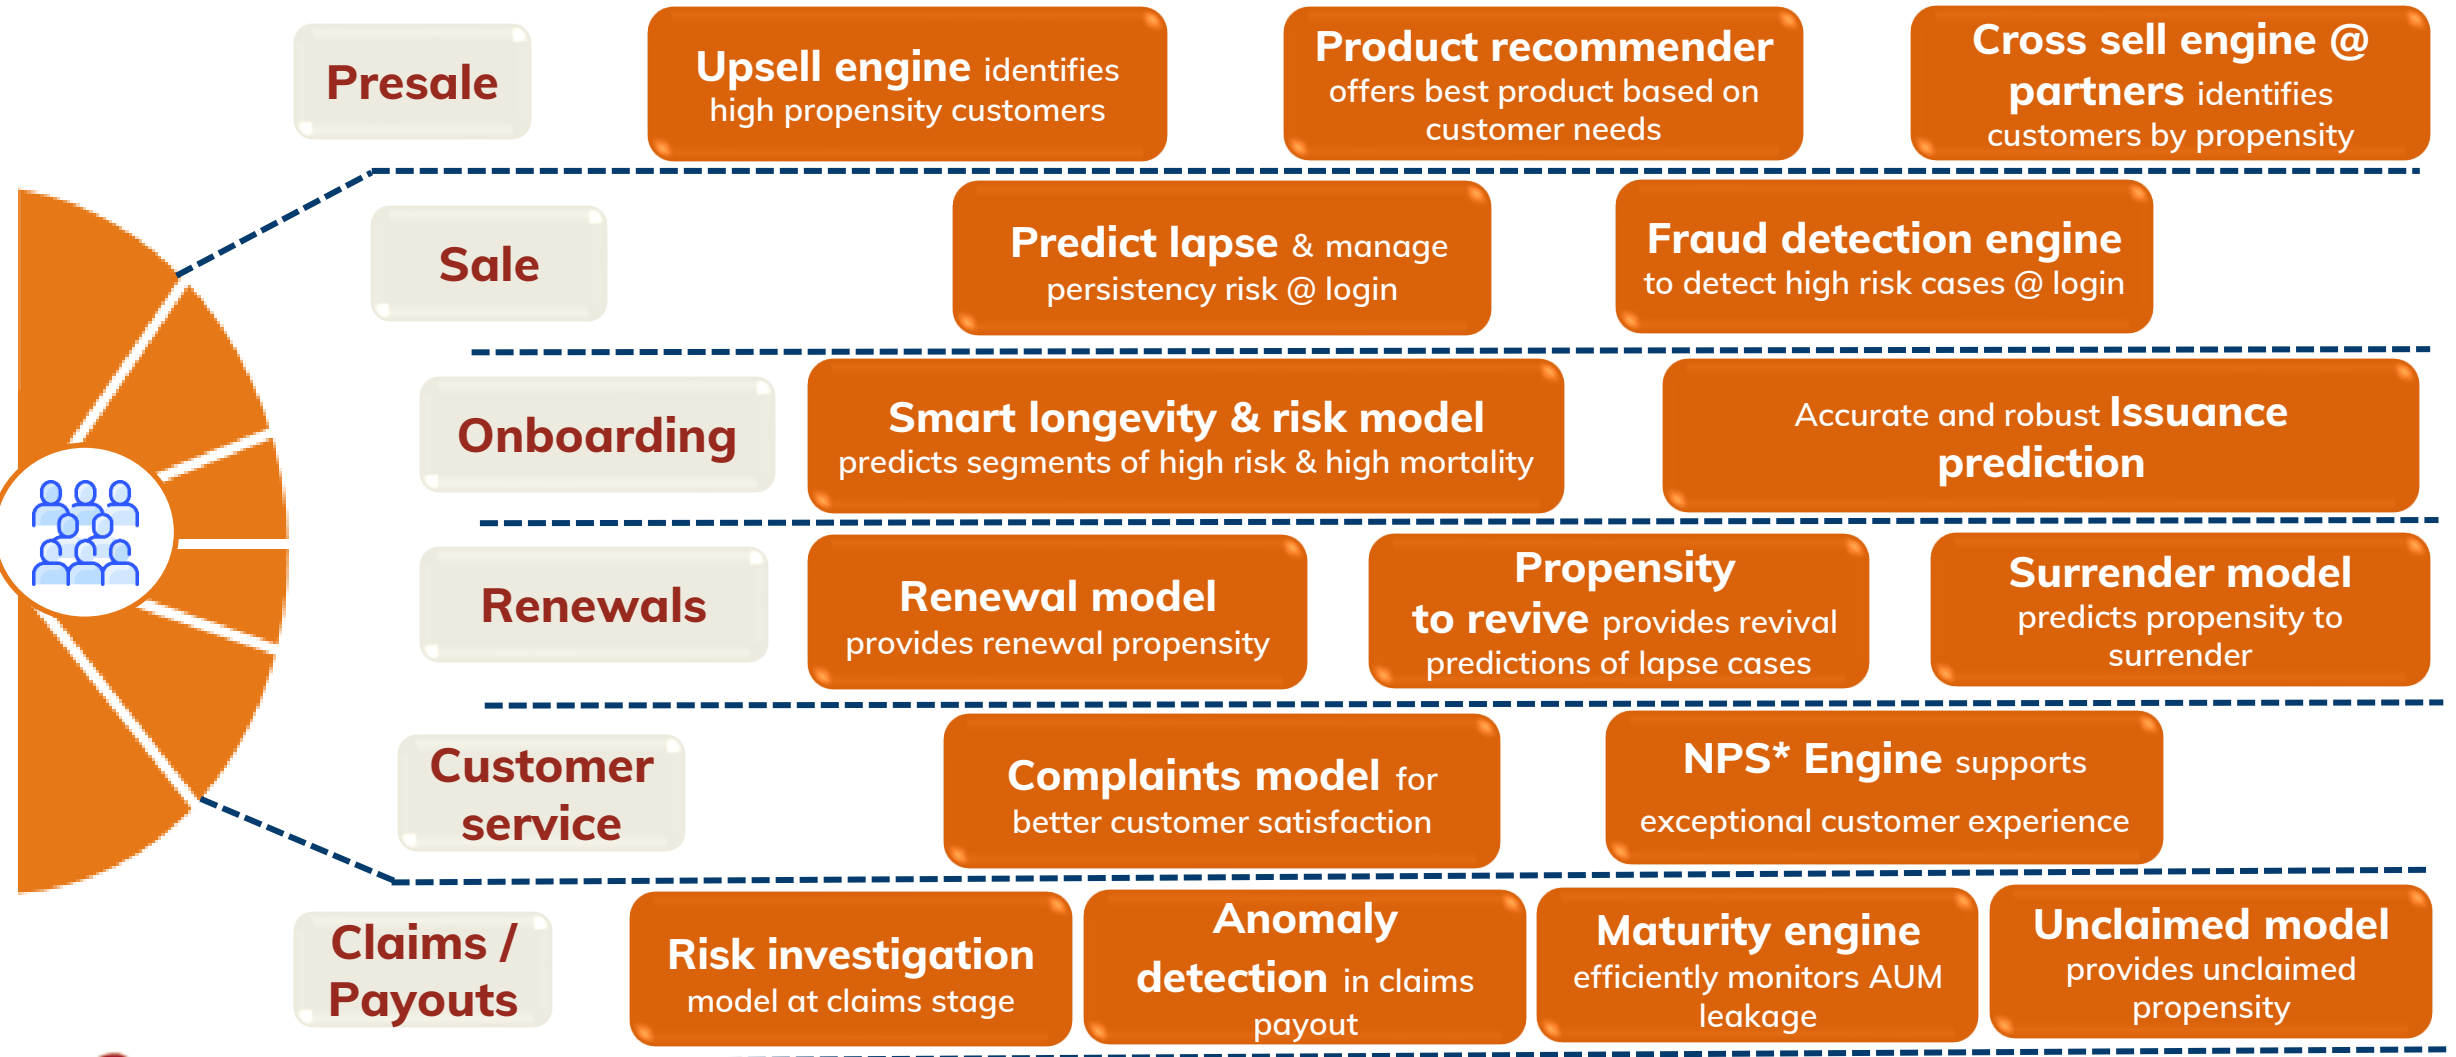 Presale
Upsell engine identifies
high propensity customers
Product recommender
offers best product based on
customer needs
Cross sell engine @
partners identifies
customers by propensity
Sale
Predict lapse & manage
persistency risk @ login
Fraud detection engine
to detect high risk cases @ login
Onboarding
Smart longevity & risk model
predicts segments of high risk & high mortality
Accurate and robust Issuance
prediction
Renewals
Renewal model
provides renewal propensity
Propensity
to revive provides revival
predictions of lapse cases
Surrender model
predicts propensity to
surrender
Customer
service
Complaints model for
better customer satisfaction
NPS* Engine supports
exceptional customer experience
Claims /
Payouts
Risk investigation
model at claims stage
Anomaly
detection in claims
payout
Maturity engine
efficiently monitors AUM
leakage
Unclaimed model
provides unclaimed
propensity